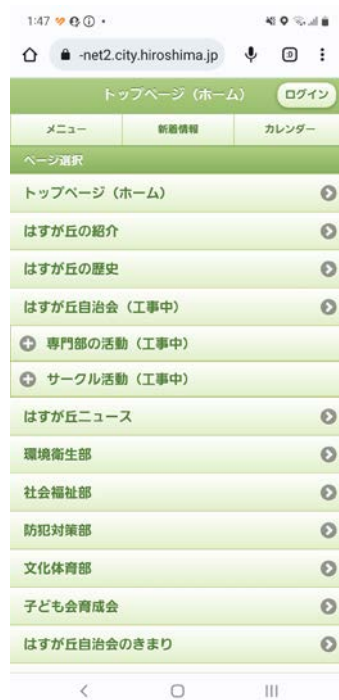 1:47
-net2.city.hiroshima.jp
トップページ（ホーム）
ログイン
メニュー
新着情報
カレンダー
ページ選択
トップページ（ホーム）
はすが丘の紹介
はすが丘の歴史
はすが丘自治会（工事中）
専門部の活動（工事中）
サークル活動（工事中）
はすが丘ニュース
環境衛生部
社会福祉部
防犯対策部
文化体育部
子ども会育成会
はすが丘自治会のきまり